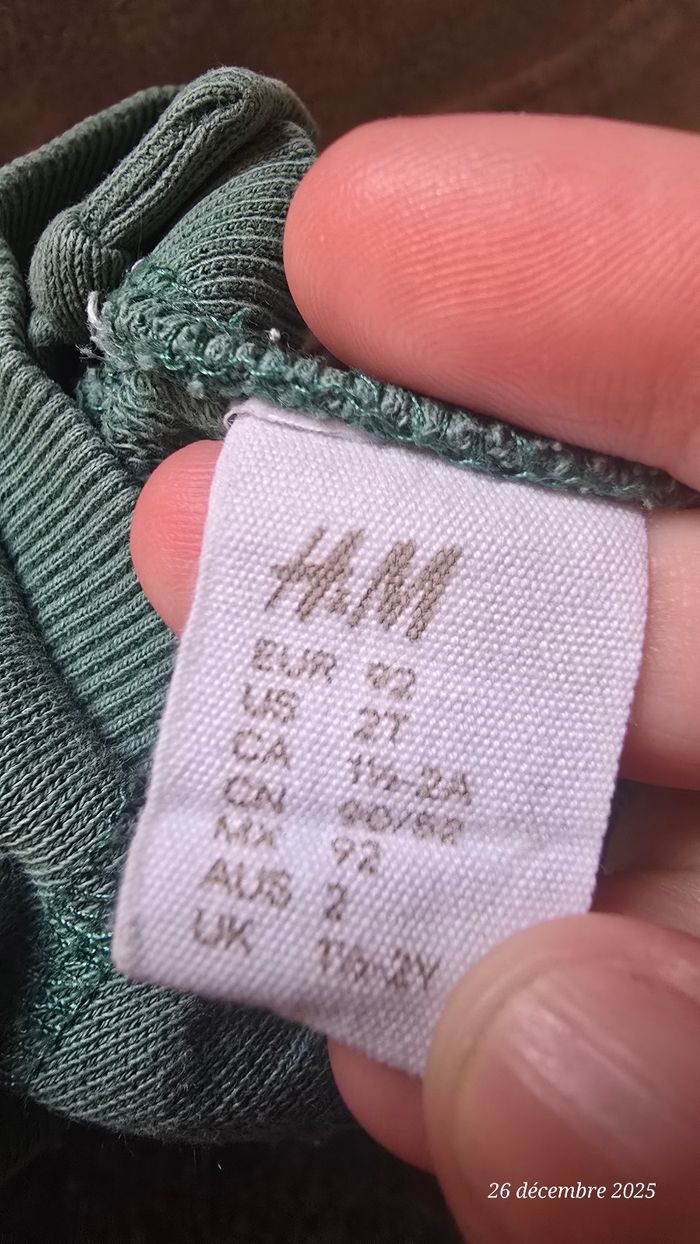 H&M
EUR 92
US 2T
CA 1½-2A
CN 90/52
MX 92
AUS 2
UK 1½-2Y
26 décembre 2025